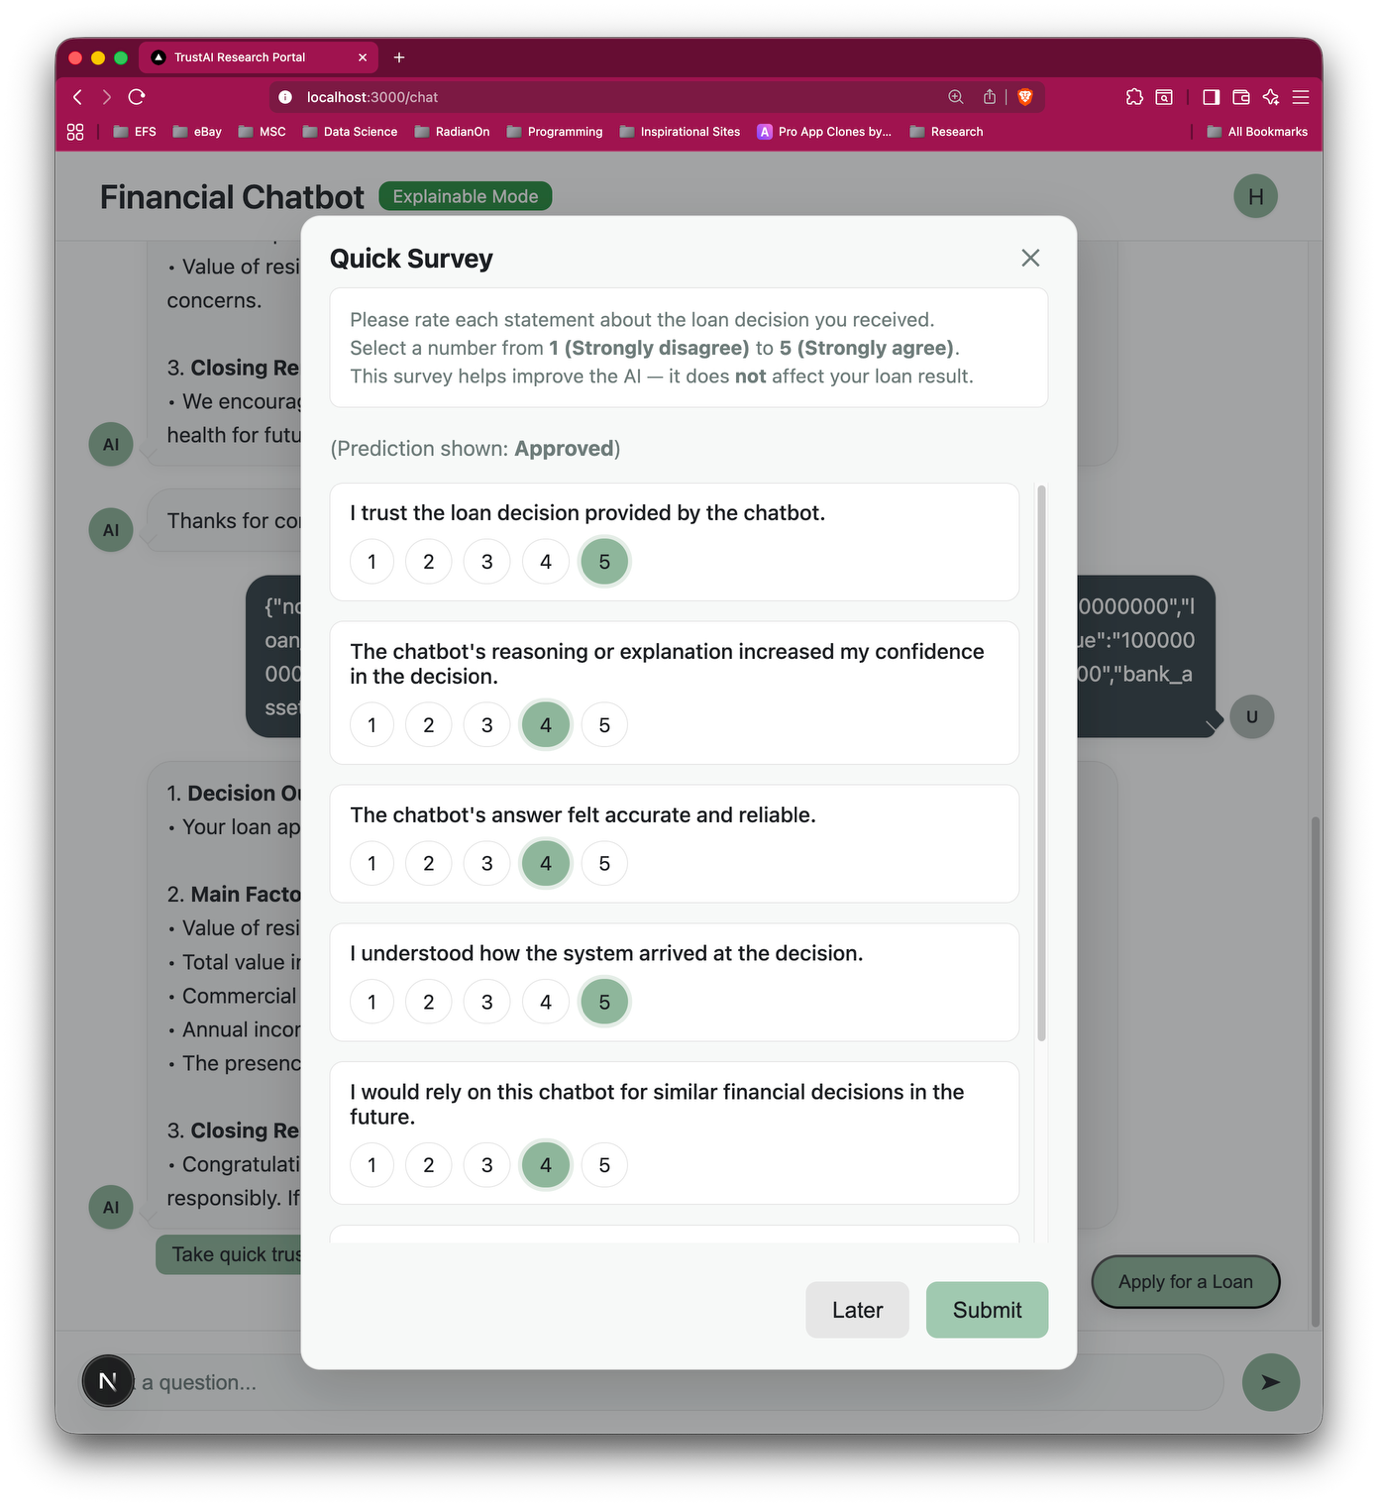 TrustAI Research Portal
localhost:3000/chat
EFS
eBay
MSC
Data Science
RadianOn
Programming
Inspirational Sites
A
Pro App Clones by...
Research
All Bookmarks
Financial Chatbot
Explainable Mode
H
• Value of resi
concerns.
3. Closing Re
• We encourag
health for futu
AI
Thanks for co
AI
{"no
0000000","l
oan
ue":"100000
000
00","bank_a
sset
U
1. Decision Ou
• Your loan ap
2. Main Facto
• Value of resi
• Total value i
• Commercial
• Annual incor
• The presenc
3. Closing Re
• Congratulati
responsibly. If
AI
Take quick trus
Apply for a Loan
N
a question...
Quick Survey
Please rate each statement about the loan decision you received.
Select a number from 1 (Strongly disagree) to 5 (Strongly agree).
This survey helps improve the AI — it does not affect your loan result.
(Prediction shown: Approved)
I trust the loan decision provided by the chatbot.
1 2 3 4 5
The chatbot's reasoning or explanation increased my confidence
in the decision.
1 2 3 4 5
The chatbot's answer felt accurate and reliable.
1 2 3 4 5
I understood how the system arrived at the decision.
1 2 3 4 5
I would rely on this chatbot for similar financial decisions in the
future.
1 2 3 4 5
Later
Submit